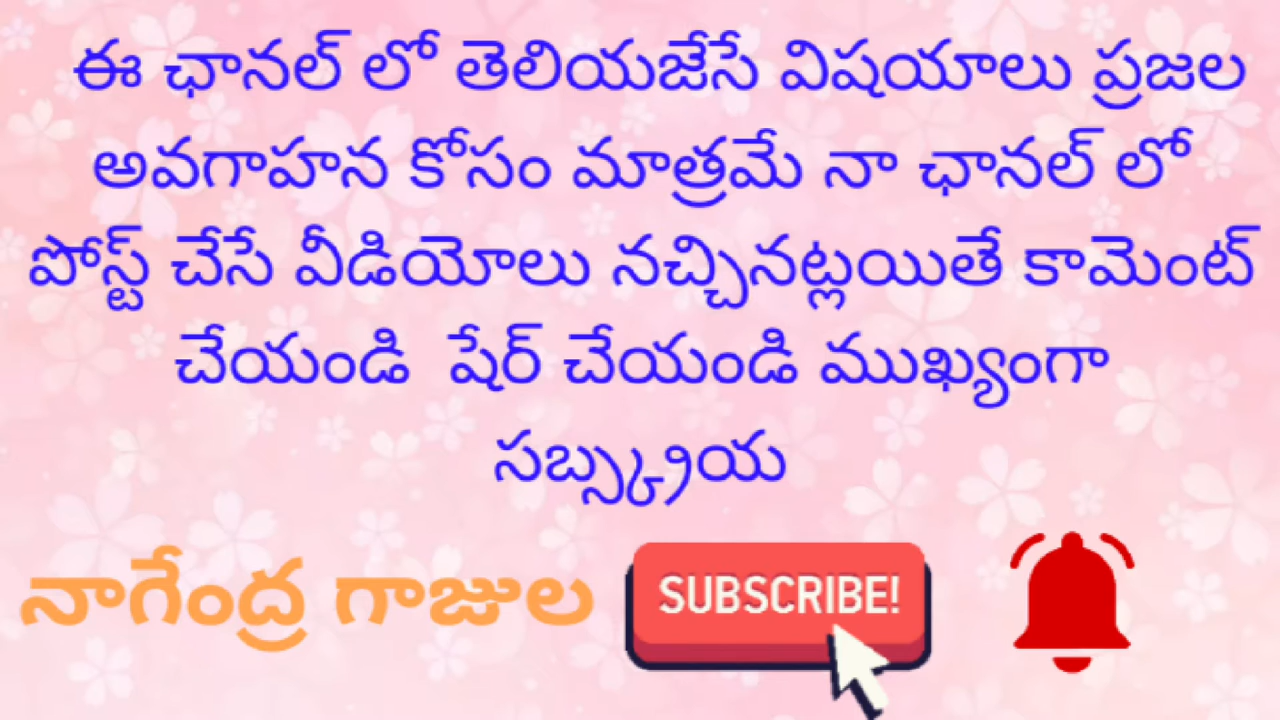 ఈ ఛానల్ లో తెలియజేసే విషయాలు ప్రజల
అవగాహన కోసం మాత్రమే నా ఛానల్ లో
పోస్ట్ చేసే వీడియోలు నచ్చినట్లయితే కామెంట్
చేయండి షేర్ చేయండి ముఖ్యంగా
సబ్స్క్రయ
నాగేంద్ర గాజుల
SUBSCRIBE!